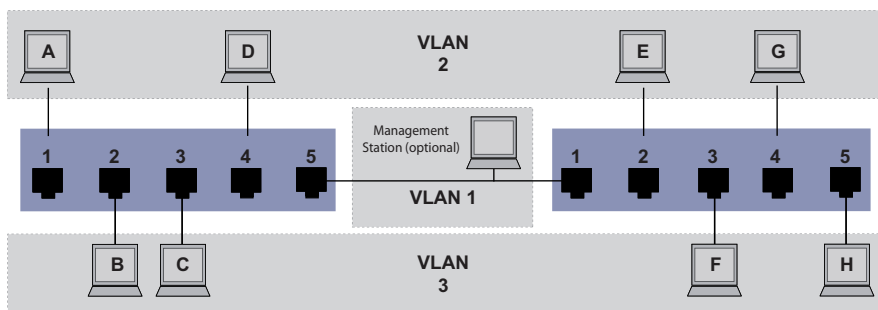 A
D
VLAN
2
E
G
Management
Station (optional)
1
2
3
4
5
1
2
3
4
5
VLAN 1
B
C
VLAN
3
F
H